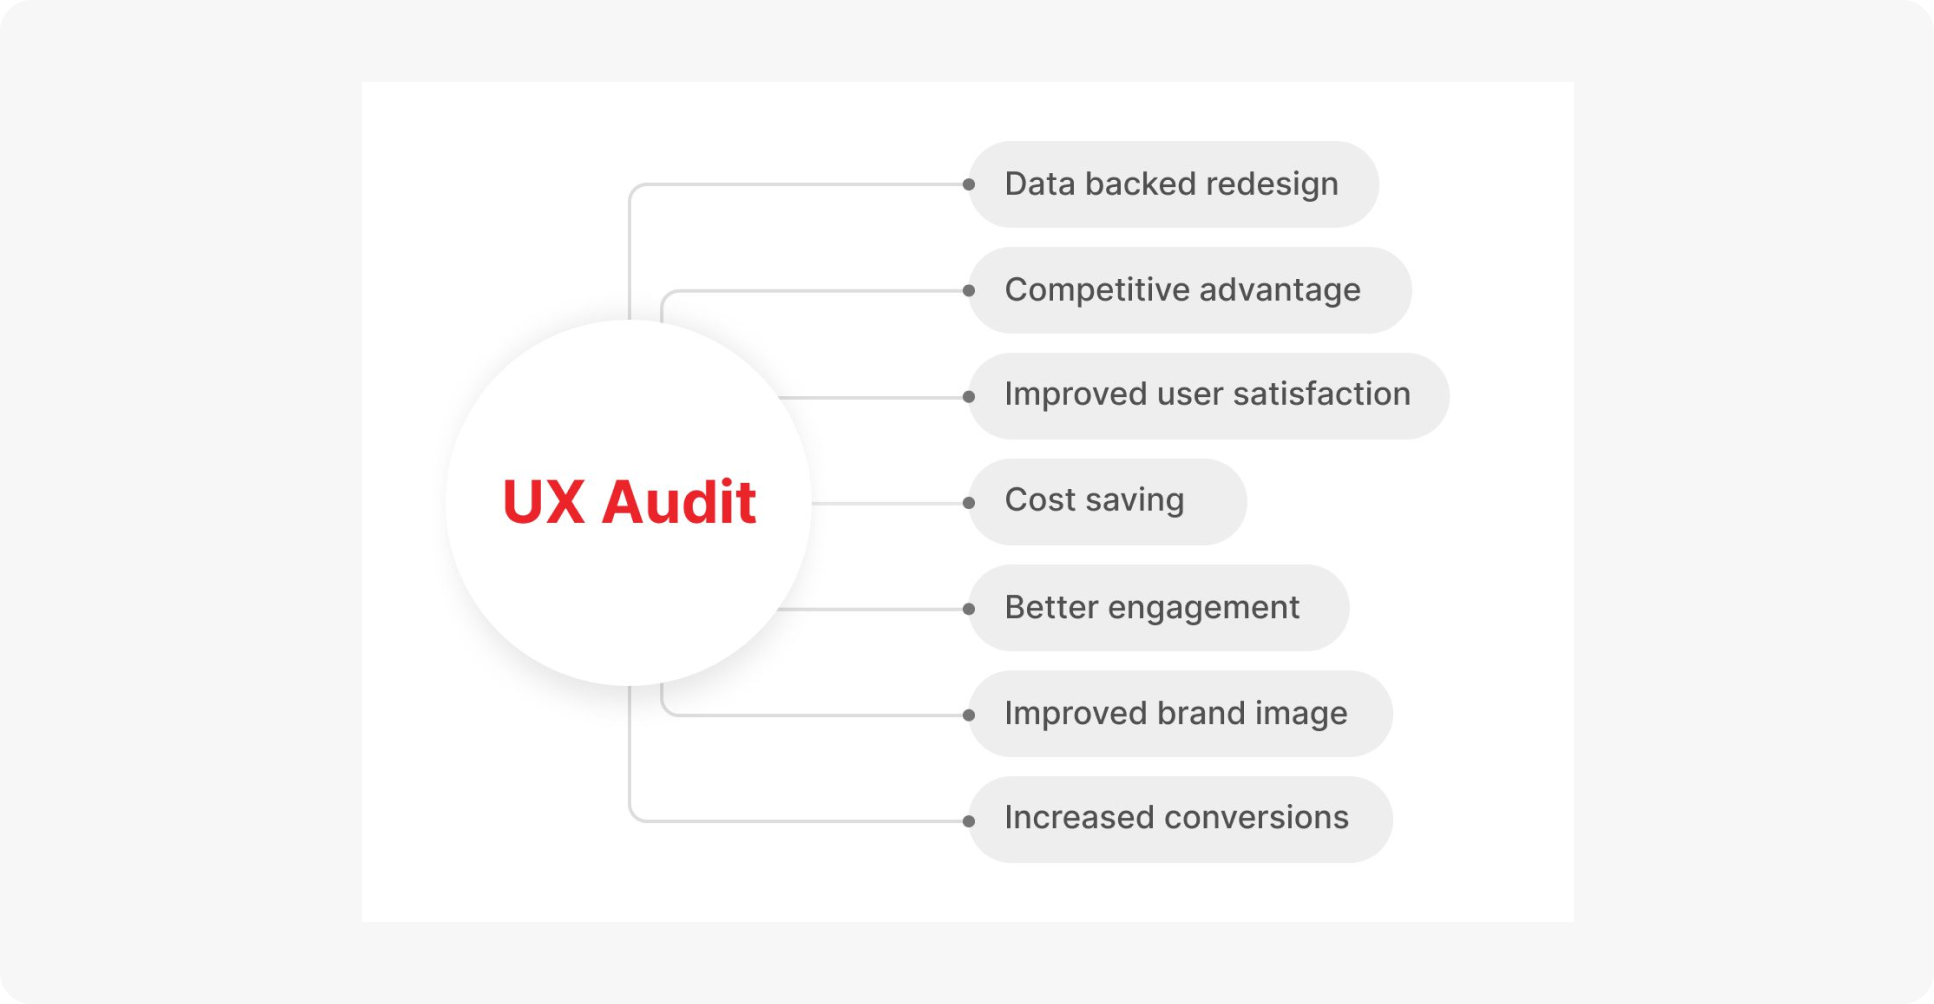 UX Audit
Data backed redesign
Competitive advantage
Improved user satisfaction
Cost saving
Better engagement
Improved brand image
Increased conversions